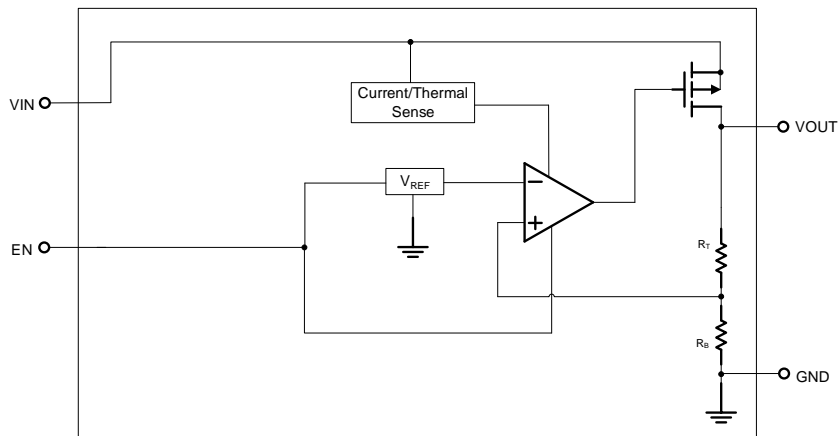 VIN
Current/Thermal
Sense
VOUT
VREF
−
+
EN
RT
RB
GND